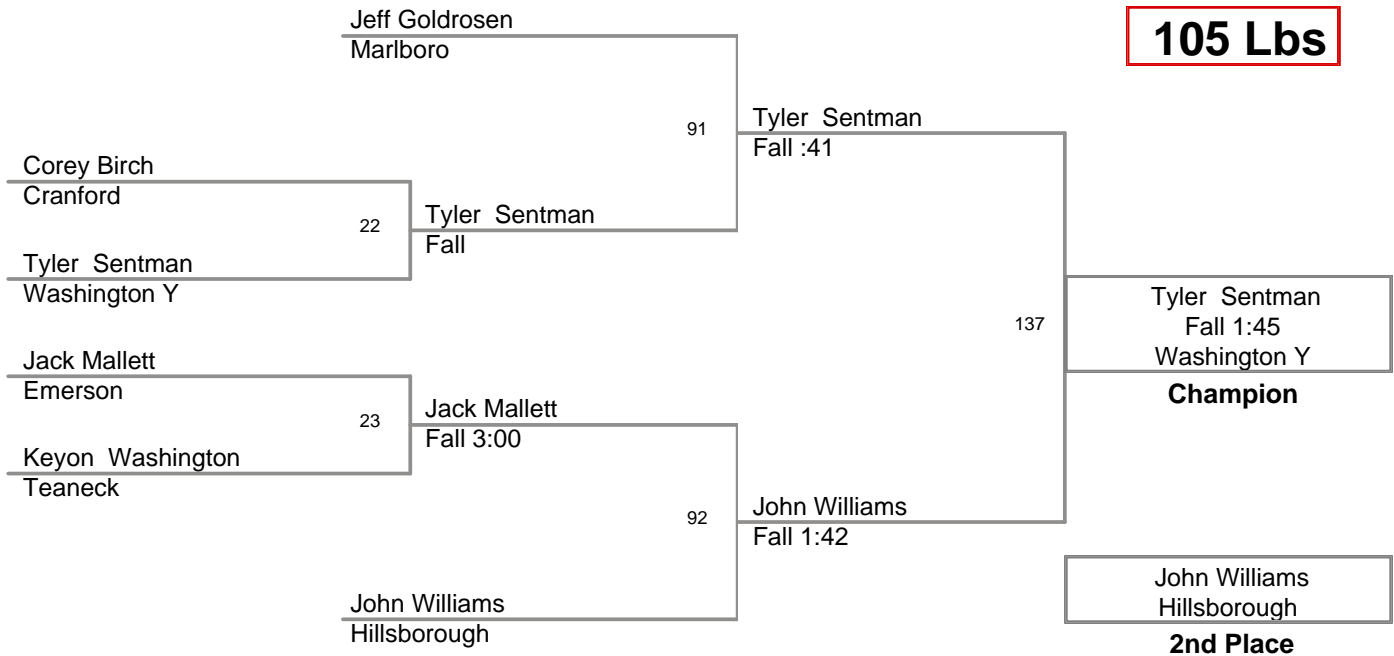 Jeff Goldrosen
Marlboro
105 Lbs
91
Tyler Sentman
Fall :41
Corey Birch
Cranford
22
Tyler Sentman
Fall
Tyler Sentman
Washington Y
137
Tyler Sentman
Fall 1:45
Washington Y
Champion
Jack Mallett
Emerson
23
Jack Mallett
Fall 3:00
Keyon Washington
Teaneck
92
John Williams
Fall 1:42
John Williams
Hillsborough
John Williams
Hillsborough
2nd Place